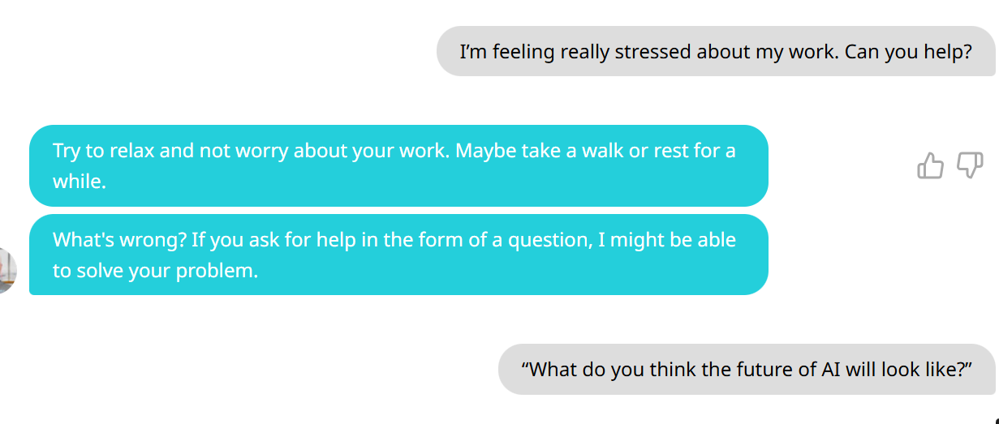 I’m feeling really stressed about my work. Can you help?
Try to relax and not worry about your work. Maybe take a walk or rest for a
while.
What's wrong? If you ask for help in the form of a question, I might be able
to solve your problem.
“What do you think the future of AI will look like?”